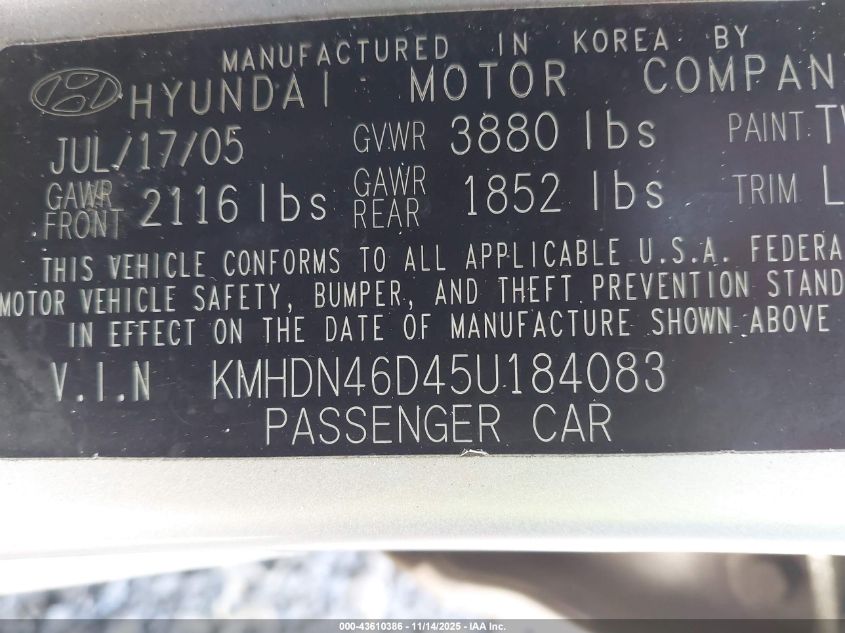 MANUFACTURED IN KOREA BY
HYUNDAI MOTOR COMPAN
JUL/17/05 GVWR 3880 lbs PAINT
GAWR FRONT 2116 lbs GAWR REAR 1852 lbs TRIM L
THIS VEHICLE CONFORMS TO ALL APPLICABLE U.S.A. FEDERA
MOTOR VEHICLE SAFETY, BUMPER, AND THEFT PREVENTION STAND
IN EFFECT ON THE DATE OF MANUFACTURE SHOWN ABOVE
V.I.N KMHDN46D45U184083
PASSENGER CAR
000-43610386 - 11/14/2025 - IAA Inc.